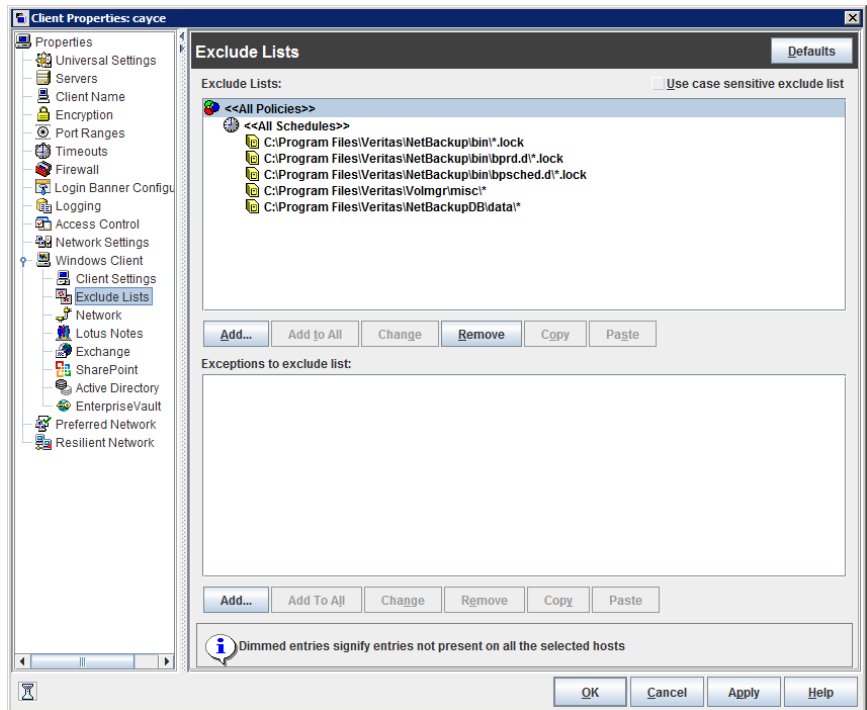 Client Properties: cayce
Properties
Universal Settings
Servers
Client Name
Encryption
Port Ranges
Timeouts
Firewall
Login Banner Configu
Logging
Access Control
Network Settings
Windows Client
Client Settings
Exclude Lists
Network
Lotus Notes
Exchange
SharePoint
Active Directory
EnterpriseVault
Preferred Network
Resilient Network
Exclude Lists
Defaults
Exclude Lists:
Use case sensitive exclude list
<<All Policies>>
<<All Schedules>>
C:\Program Files\Veritas\NetBackup\bin\*.lock
C:\Program Files\Veritas\NetBackup\bin\bprd.d\*.lock
C:\Program Files\Veritas\NetBackup\bin\bpsched.d\*.lock
C:\Program Files\Veritas\Volmgr\misc\*
C:\Program Files\Veritas\NetBackupDB\data\*
Add... Add to All Change Remove Copy Paste
Exceptions to exclude list:
Add... Add To All Change Remove Copy Paste
Dimmed entries signify entries not present on all the selected hosts
OK Cancel Apply Help